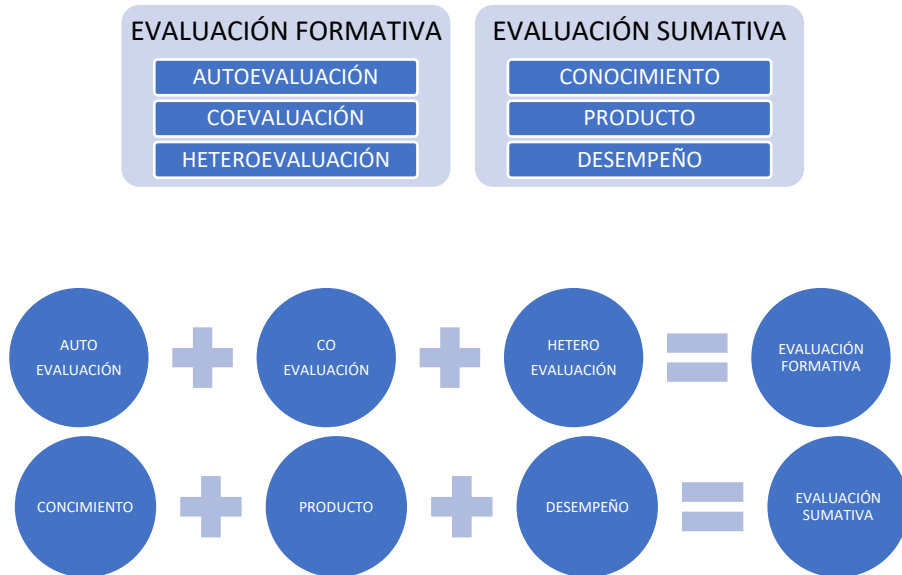 EVALUACIÓN FORMATIVA
AUTOEVALUACIÓN
COEVALUACIÓN
HETEROEVALUACIÓN
EVALUACIÓN SUMATIVA
CONOCIMIENTO
PRODUCTO
DESEMPEÑO
AUTO
EVALUACIÓN
CO
EVALUACIÓN
HETERO
EVALUACIÓN
EVALUACIÓN
FORMATIVA
CONCIMIENTO
PRODUCTO
DESEMPEÑO
EVALUACIÓN
SUMATIVA